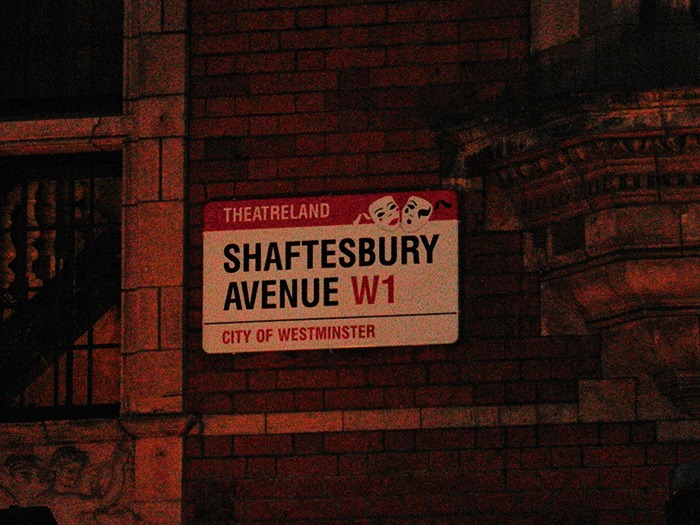 THEATRELAND
SHAFTESBURY
AVENUE W1
CITY OF WESTMINSTER